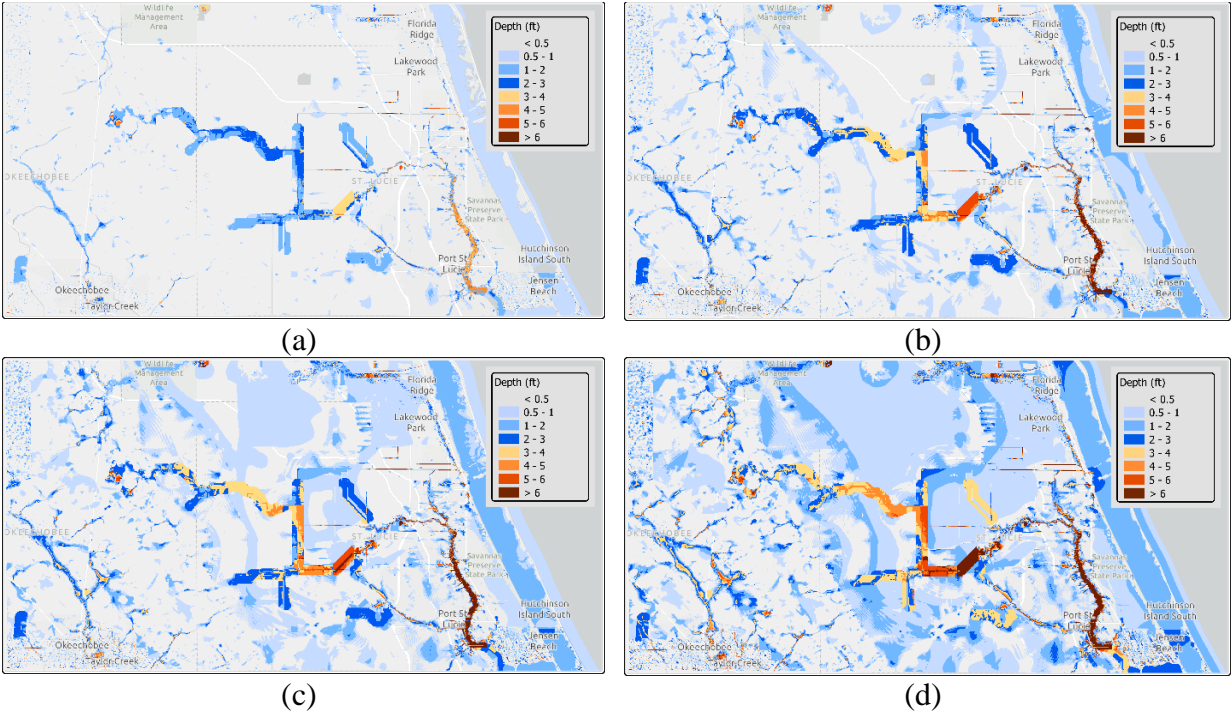 Wildlife
Management
Area
Florida
Ridge
Lakewood
Park
OKEECHOBEE
ST. LUCIE
Savannas
Preserve
State Park
Port St.
Lucie
Hutchinson
Island South
Jensen
Beach
Okeechobee
Taylor Creek
Depth (ft)
< 0.5
0.5 - 1
1 - 2
2 - 3
3 - 4
4 - 5
5 - 6
> 6
(a)
Wildlife
Management
Area
Florida
Ridge
Lakewood
Park
OKEECHOBEE
ST. LUCIE
Savannas
Preserve
State Park
Port St.
Lucie
Hutchinson
Island South
Jensen
Beach
Okeechobee
Taylor Creek
Depth (ft)
< 0.5
0.5 - 1
1 - 2
2 - 3
3 - 4
4 - 5
5 - 6
> 6
(b)
Wildlife
Management
Area
Florida
Ridge
Lakewood
Park
OKEECHOBEE
ST. LUCIE
Savannas
Preserve
State Park
Port St.
Lucie
Hutchinson
Island South
Jensen
Beach
Okeechobee
Taylor Creek
Depth (ft)
< 0.5
0.5 - 1
1 - 2
2 - 3
3 - 4
4 - 5
5 - 6
> 6
(c)
Wildlife
Management
Area
Florida
Ridge
Lakewood
Park
OKEECHOBEE
ST. LUCIE
Savannas
Preserve
State Park
Port St.
Lucie
Hutchinson
Island South
Jensen
Beach
Okeechobee
Taylor Creek
Depth (ft)
< 0.5
0.5 - 1
1 - 2
2 - 3
3 - 4
4 - 5
5 - 6
> 6
(d)